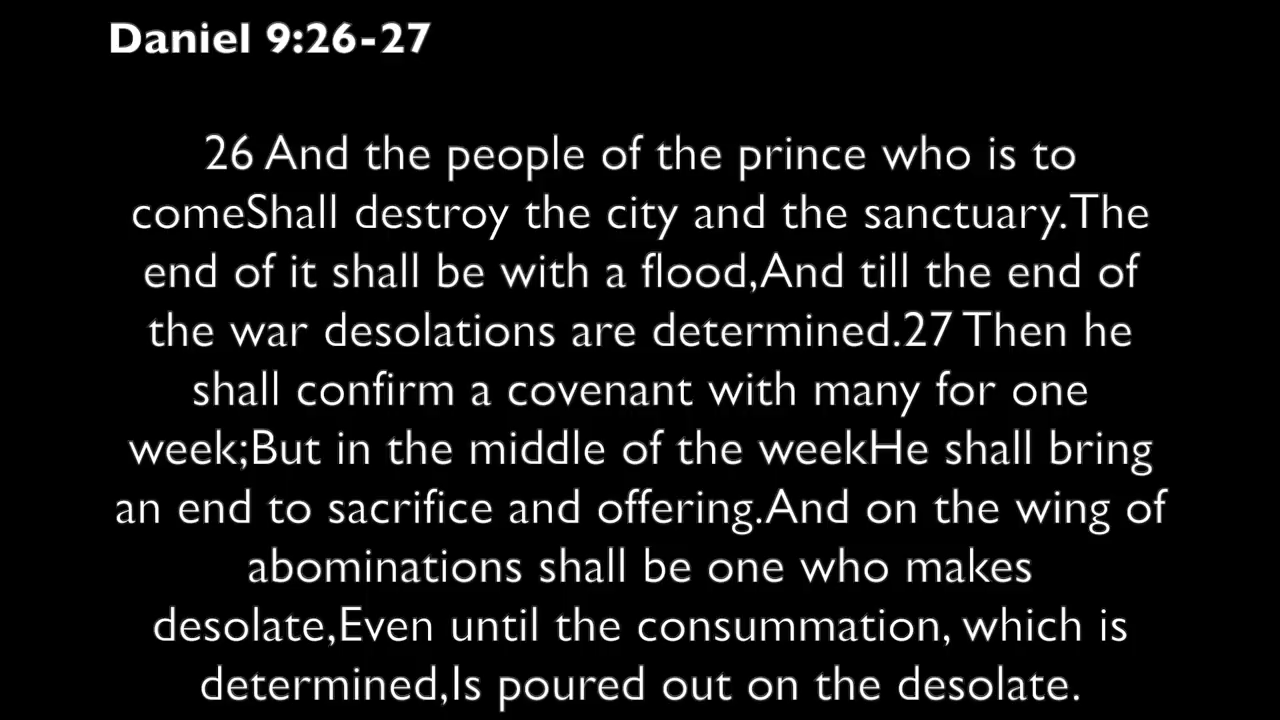 Daniel 9:26-27
26 And the people of the prince who is to
comeShall destroy the city and the sanctuary.The
end of it shall be with a flood,And till the end of
the war desolations are determined.27 Then he
shall confirm a covenant with many for one
week;But in the middle of the weekHe shall bring
an end to sacrifice and offering.And on the wing of
abominations shall be one who makes
desolate,Even until the consummation, which is
determined,Is poured out on the desolate.